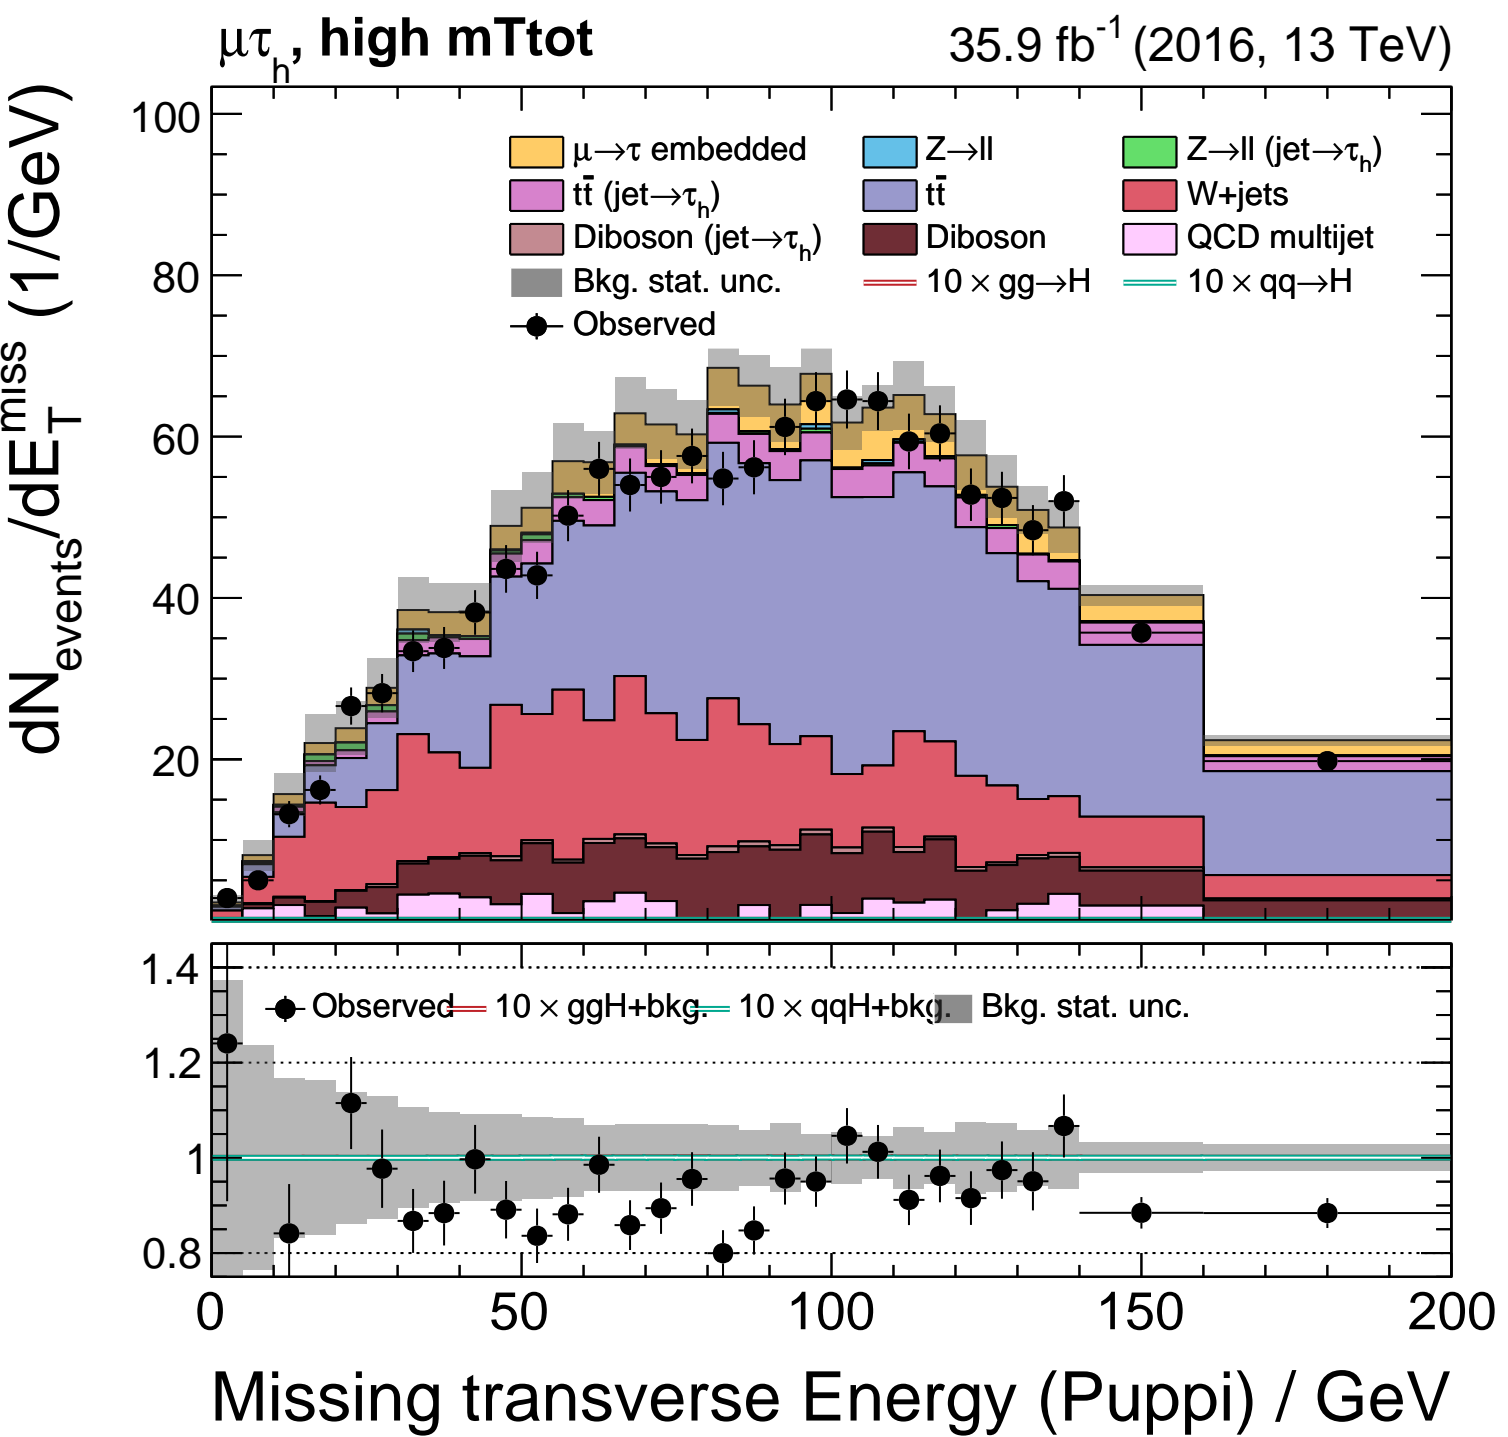 μτh, high mTtot 35.9 fb-1 (2016, 13 TeV)
dNevents/dETmiss (1/GeV)
100
80
60
40
20
μ→τ embedded Z→ll Z→ll (jet→τh)
tt̄ (jet→τh) tt̄ W+jets
Diboson (jet→τh) Diboson QCD multijet
Bkg. stat. unc. 10 × gg→H 10 × qq→H
Observed
1.4
1.2
1
0.8
Observed 10 × ggH+bkg. 10 × qqH+bkg. Bkg. stat. unc.
0 50 100 150 200
Missing transverse Energy (Puppi) / GeV